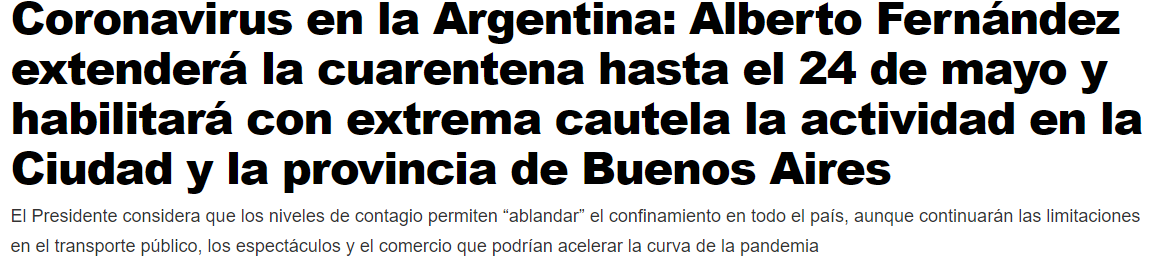 Coronavirus en la Argentina: Alberto Fernández
extenderá la cuarentena hasta el 24 de mayo y
habilitará con extrema cautela la actividad en la
Ciudad y la provincia de Buenos Aires
El Presidente considera que los niveles de contagio permiten “ablandar” el confinamiento en todo el país, aunque continuarán las limitaciones
en el transporte público, los espectáculos y el comercio que podrían acelerar la curva de la pandemia